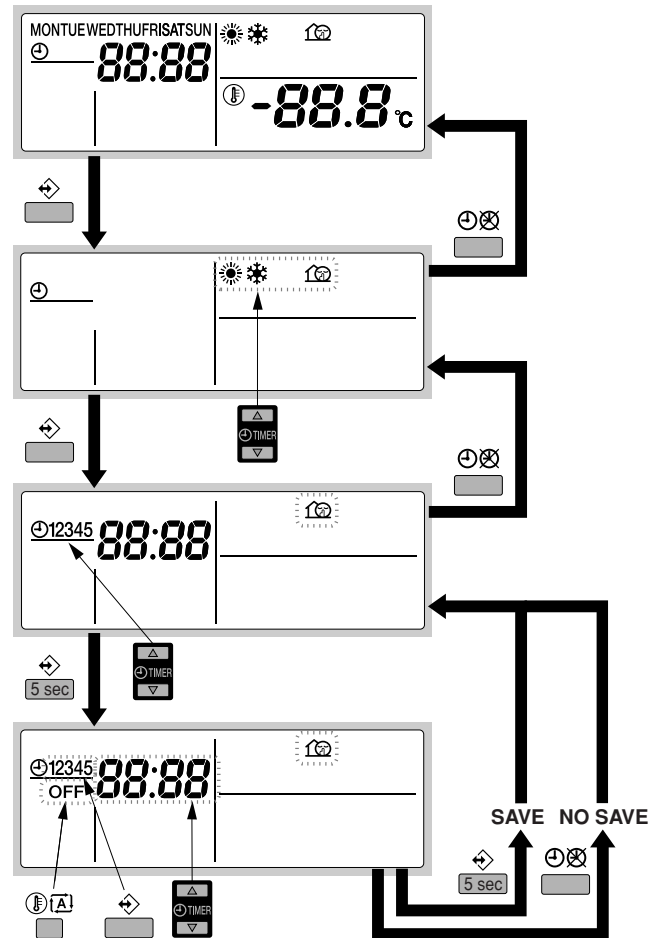 MONTUEWEDTHUFRISATSUN
88:88
-88.8 °C
TIMER
12345 88:88
TIMER
5 sec
12345 88:88
OFF
SAVE NO SAVE
5 sec
A
TIMER